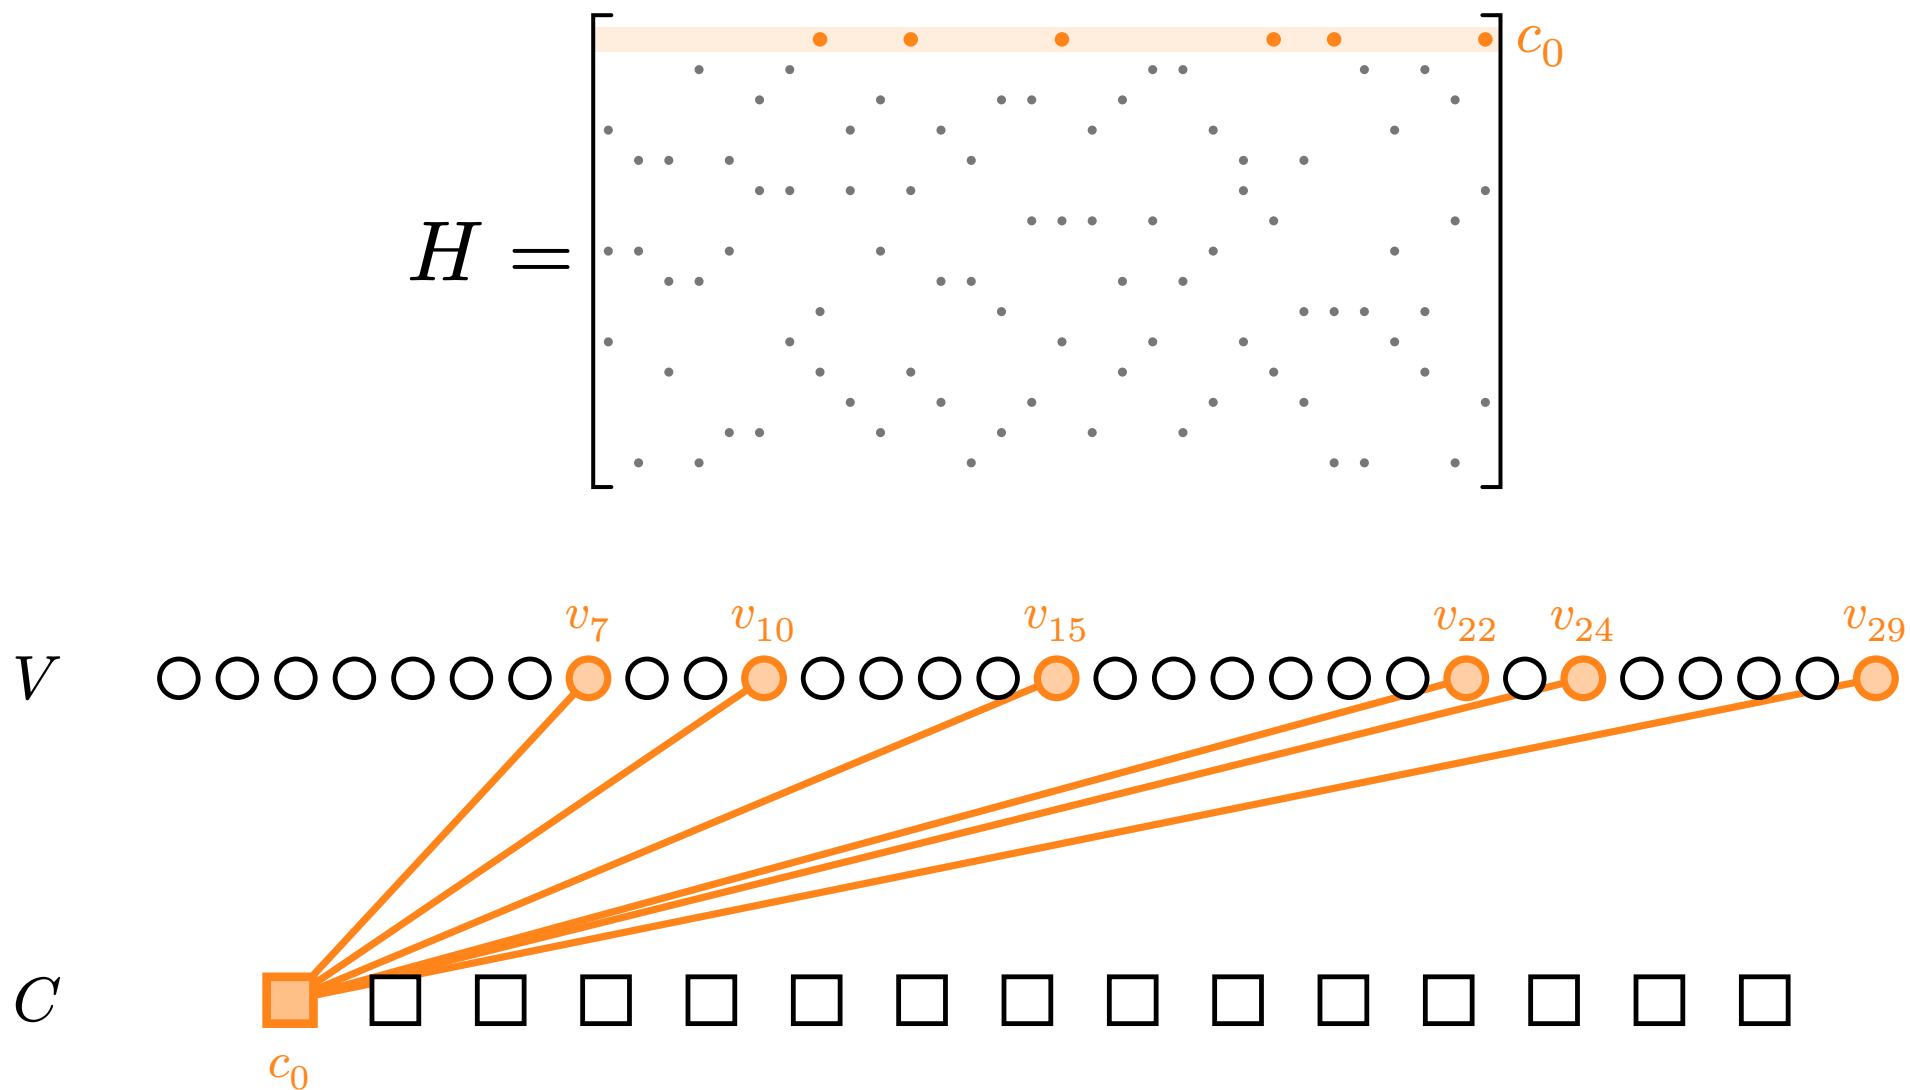 H = c₀
v₇ v₁₀ v₁₅ v₂₂ v₂₄ v₂₉
V
C
c₀